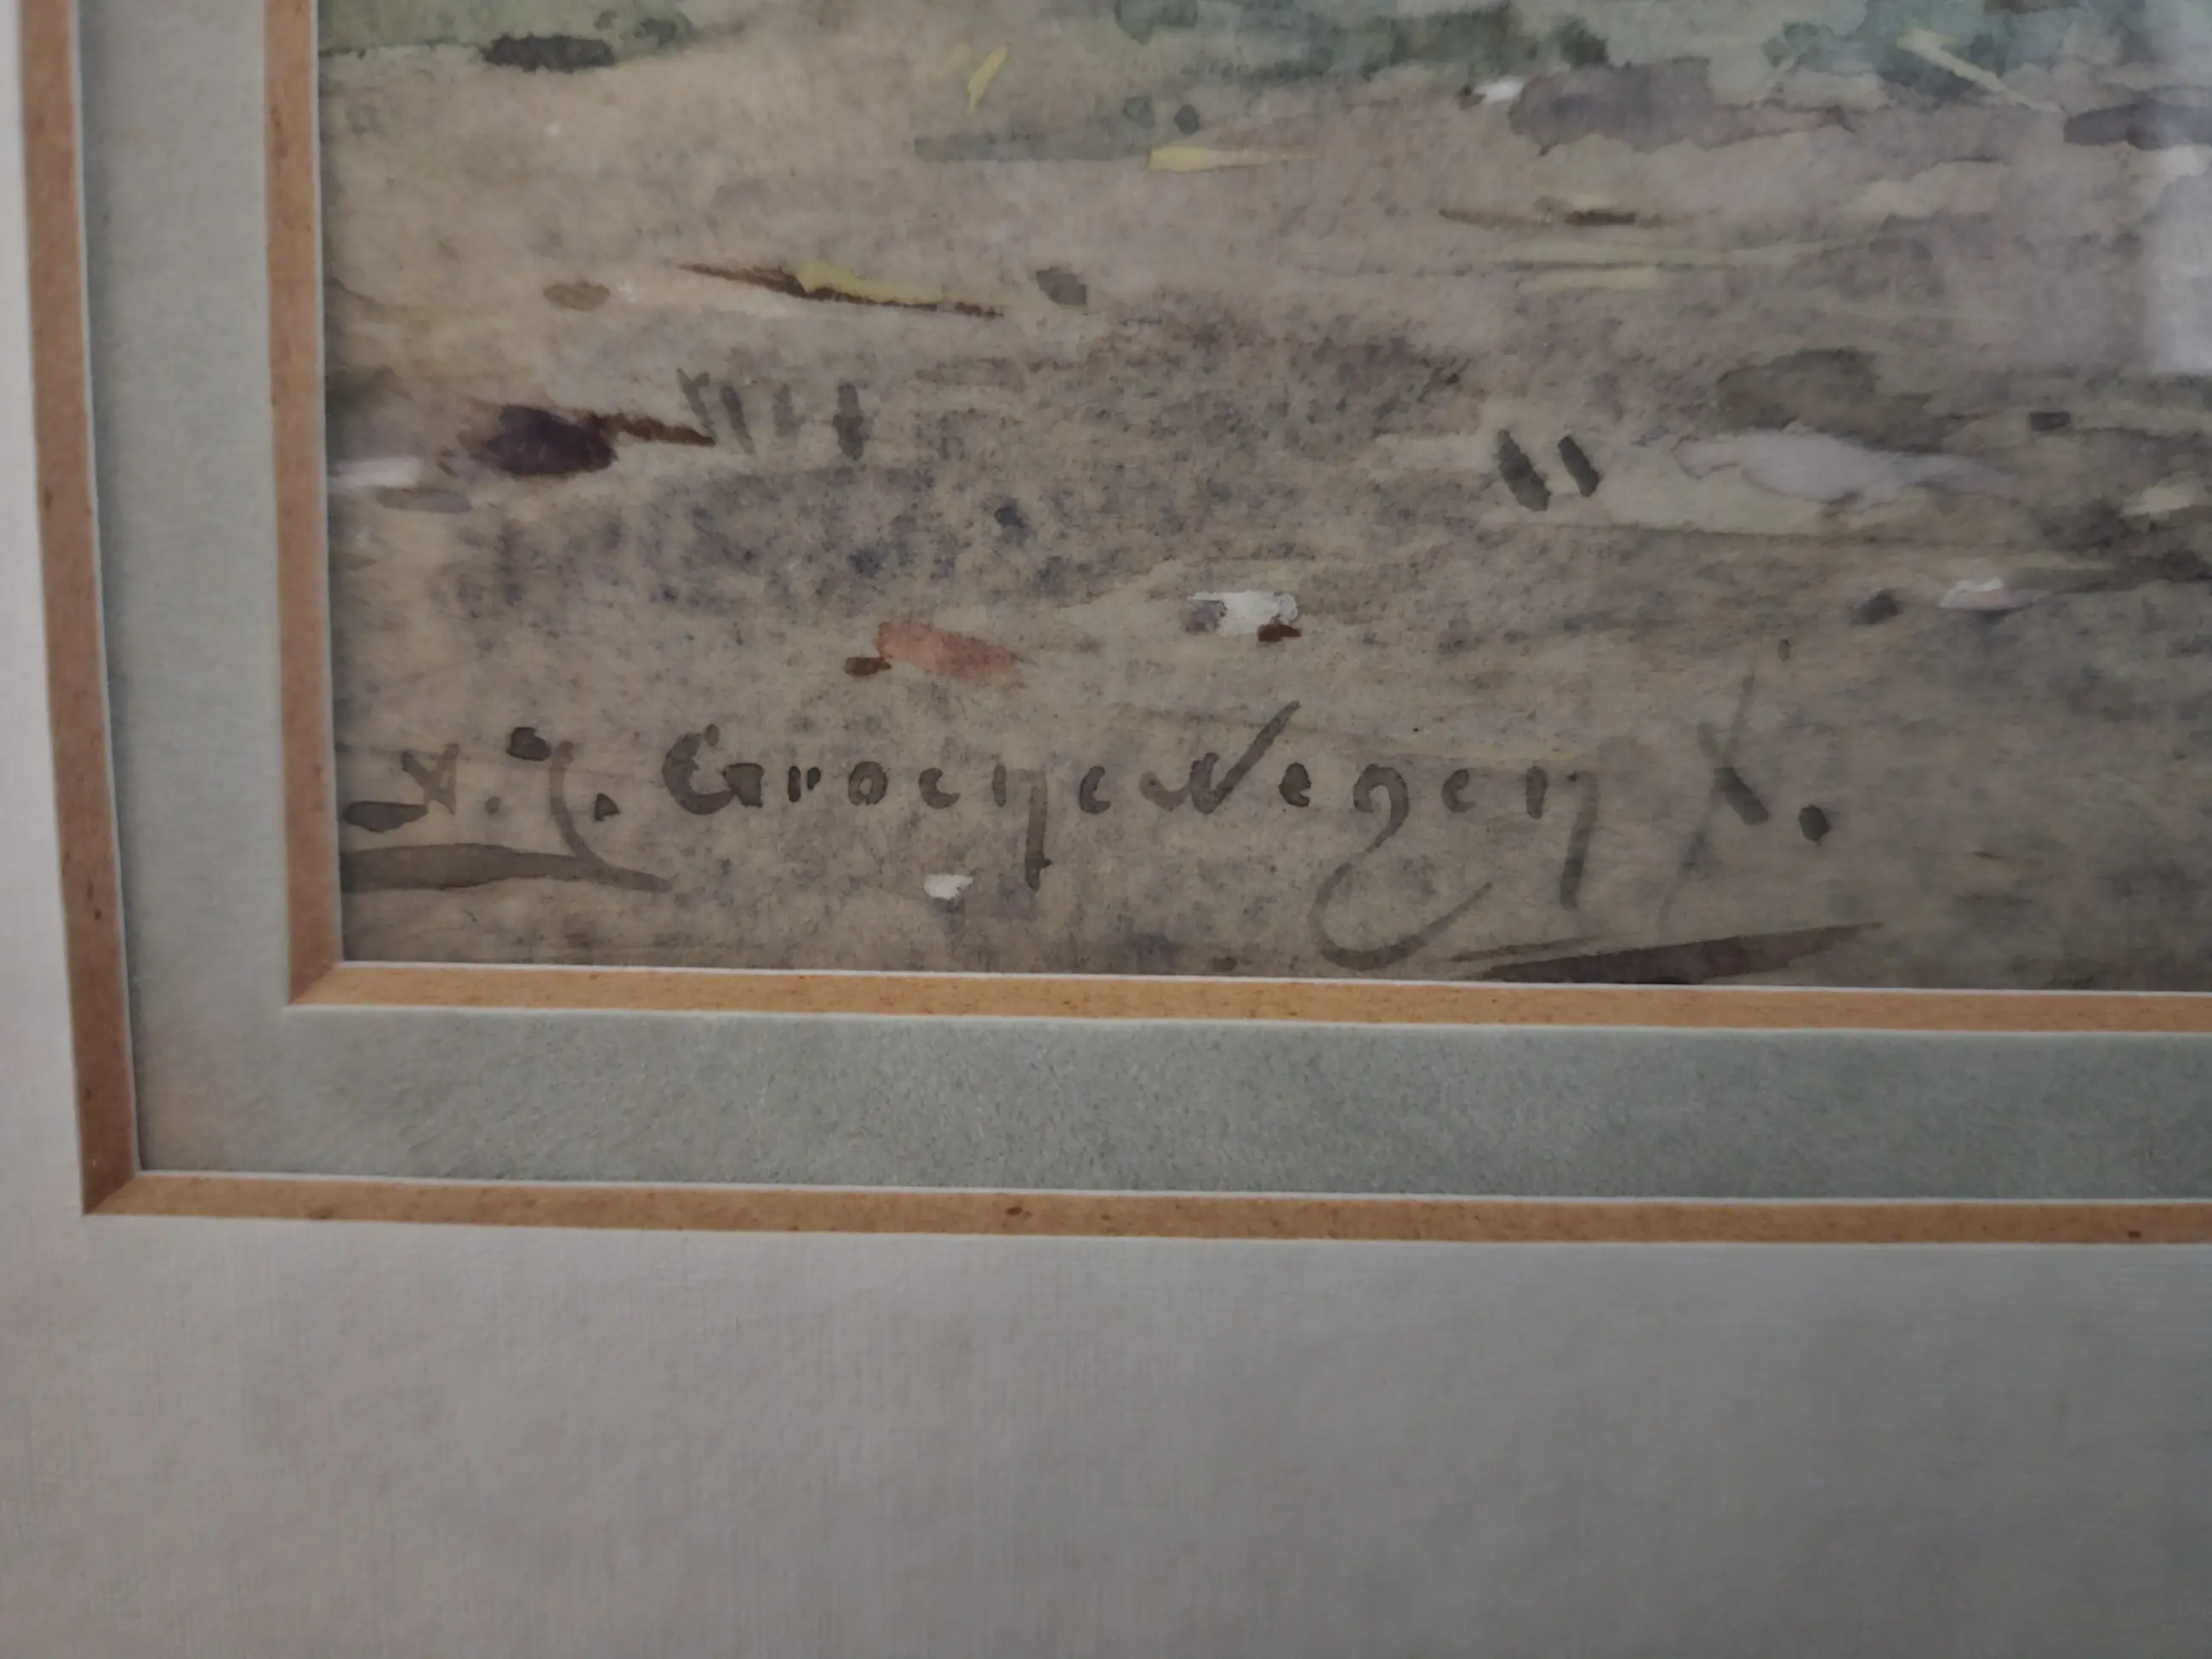 A. J. Groenewegen f.